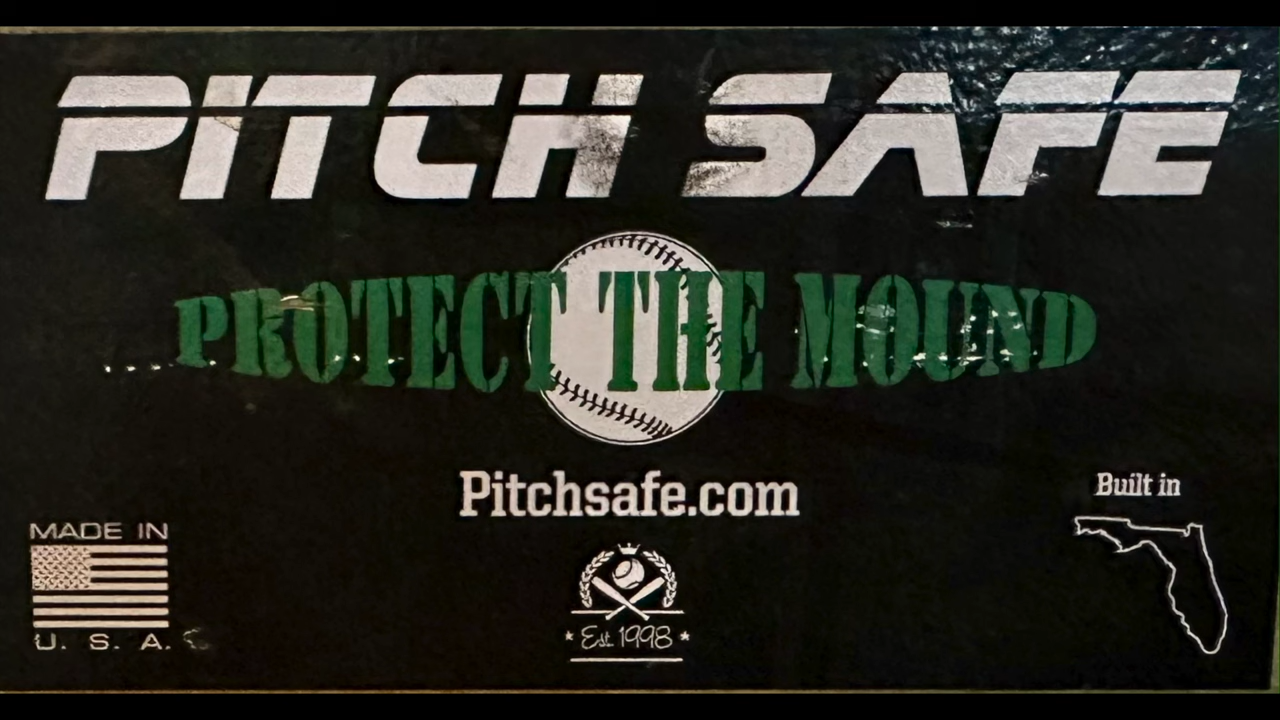 PITCH SAFE
PROTECT THE MOUND
Pitchsafe.com
Built in
MADE IN
U. S. A.
* Est 1998 *